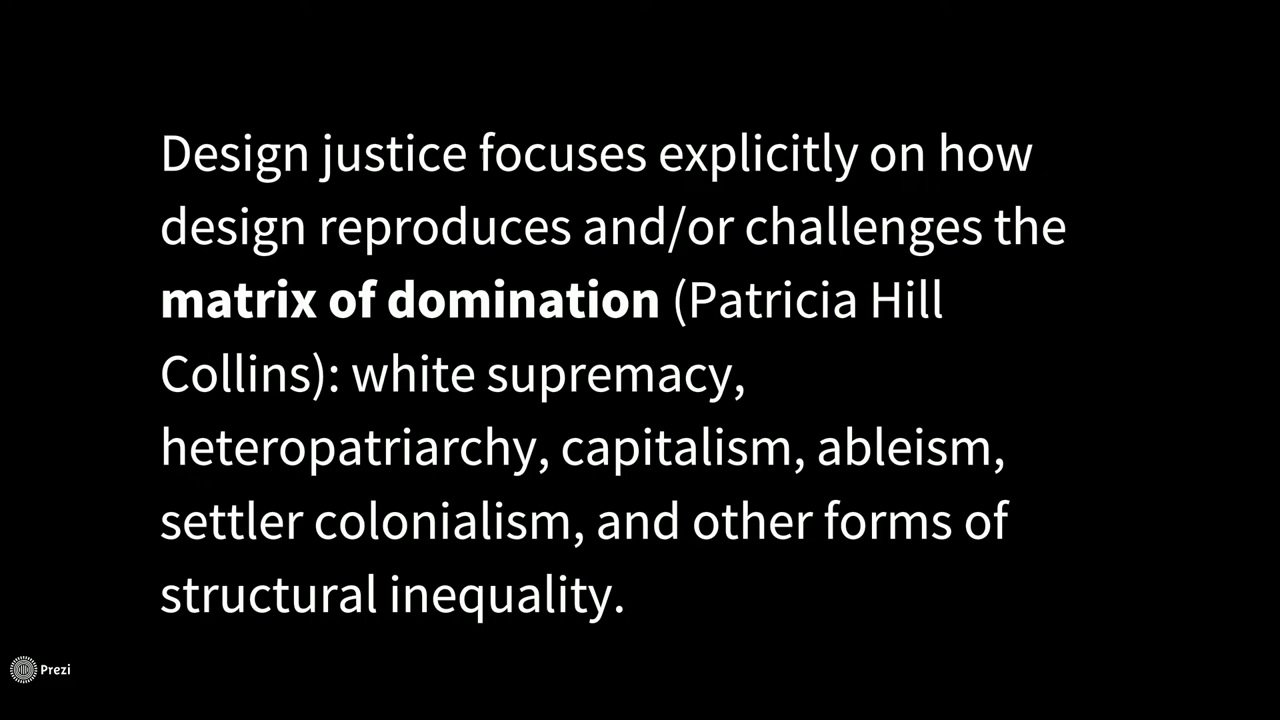 Design justice focuses explicitly on how
design reproduces and/or challenges the
matrix of domination (Patricia Hill
Collins): white supremacy,
heteropatriarchy, capitalism, ableism,
settler colonialism, and other forms of
structural inequality.
Prezi